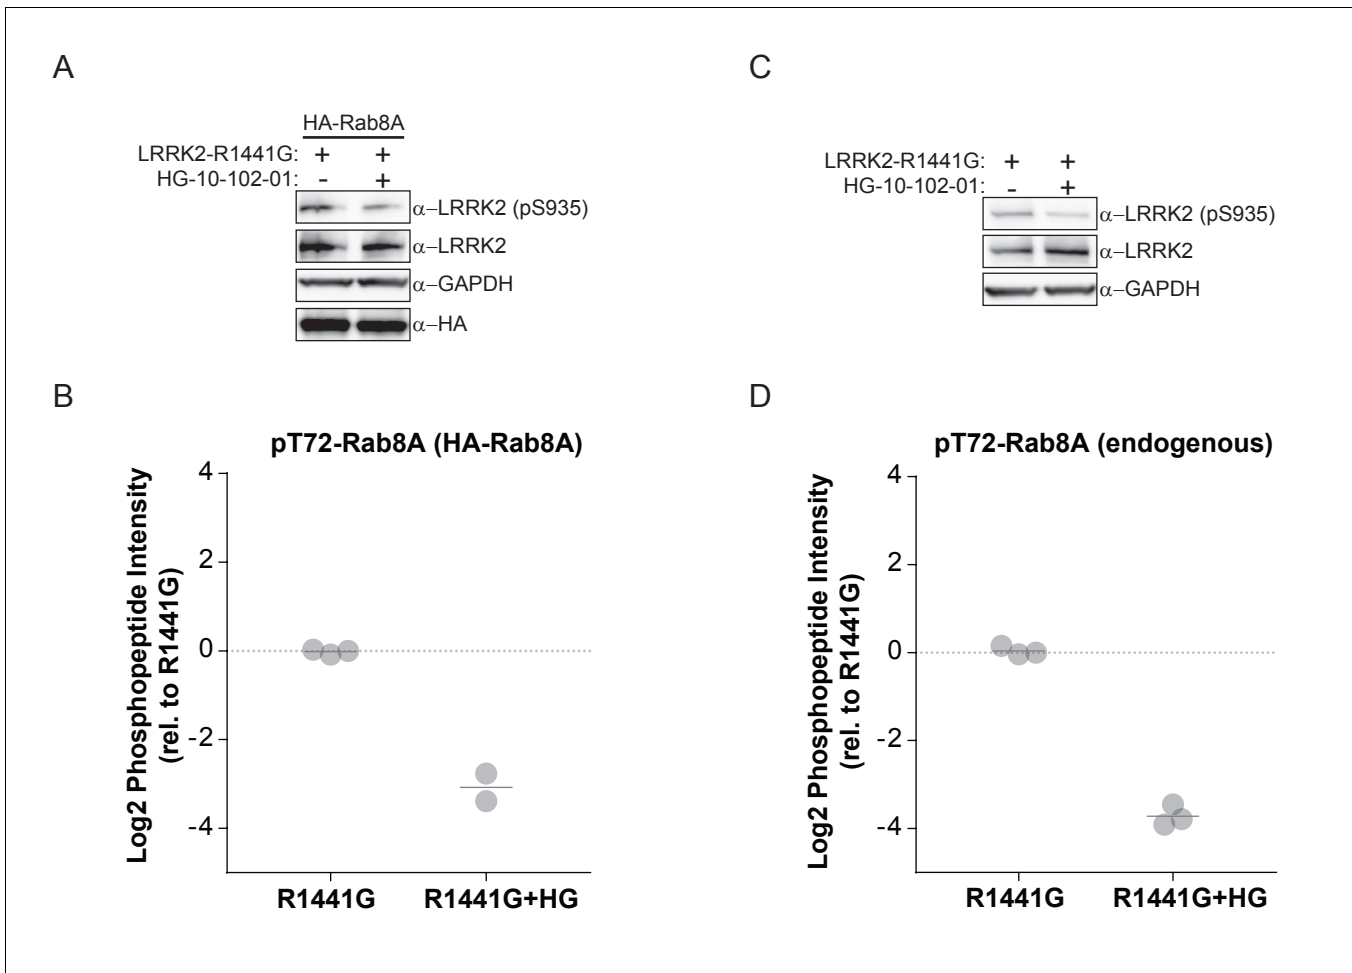 A
HA-Rab8A
LRRK2-R1441G: + +
HG-10-102-01: - +
α–LRRK2 (pS935)
α–LRRK2
α–GAPDH
α–HA
C
LRRK2-R1441G: + +
HG-10-102-01: - +
α–LRRK2 (pS935)
α–LRRK2
α–GAPDH
B
pT72-Rab8A (HA-Rab8A)
Log2 Phosphopeptide Intensity
(rel. to R1441G)
4
2
0
-2
-4
R1441G R1441G+HG
D
pT72-Rab8A (endogenous)
Log2 Phosphopeptide Intensity
(rel. to R1441G)
4
2
0
-2
-4
R1441G R1441G+HG